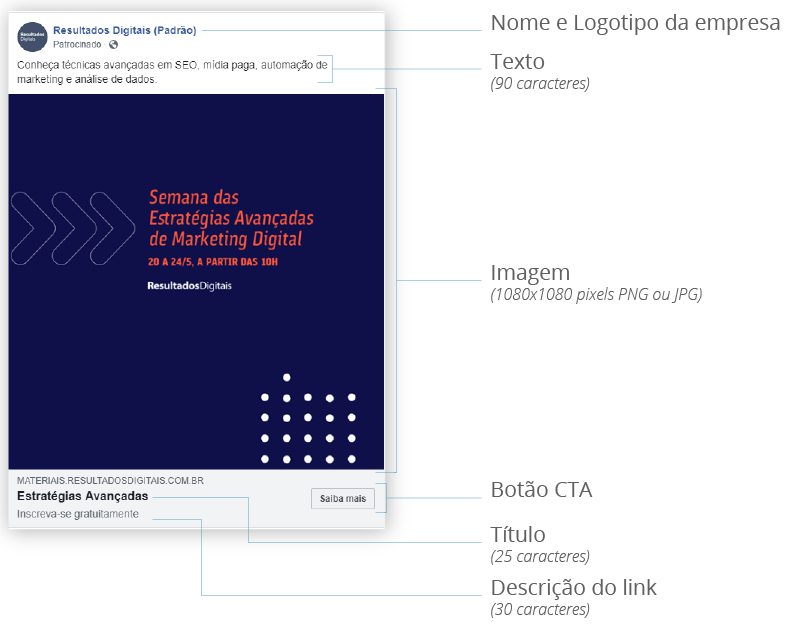 Resultados
Digitais
Resultados Digitais (Padrão)
Patrocinado
Conheça técnicas avançadas em SEO, mídia paga, automação de
marketing e análise de dados.
Semana das
Estratégias Avançadas
de Marketing Digital
20 A 24/5, A PARTIR DAS 10H
ResultadosDigitais
MATERIAIS.RESULTADOSDIGITAIS.COM.BR
Estratégias Avançadas
Inscreva-se gratuitamente
Saiba mais
Nome e Logotipo da empresa
Texto
(90 caracteres)
Imagem
(1080x1080 pixels PNG ou JPG)
Botão CTA
Título
(25 caracteres)
Descrição do link
(30 caracteres)